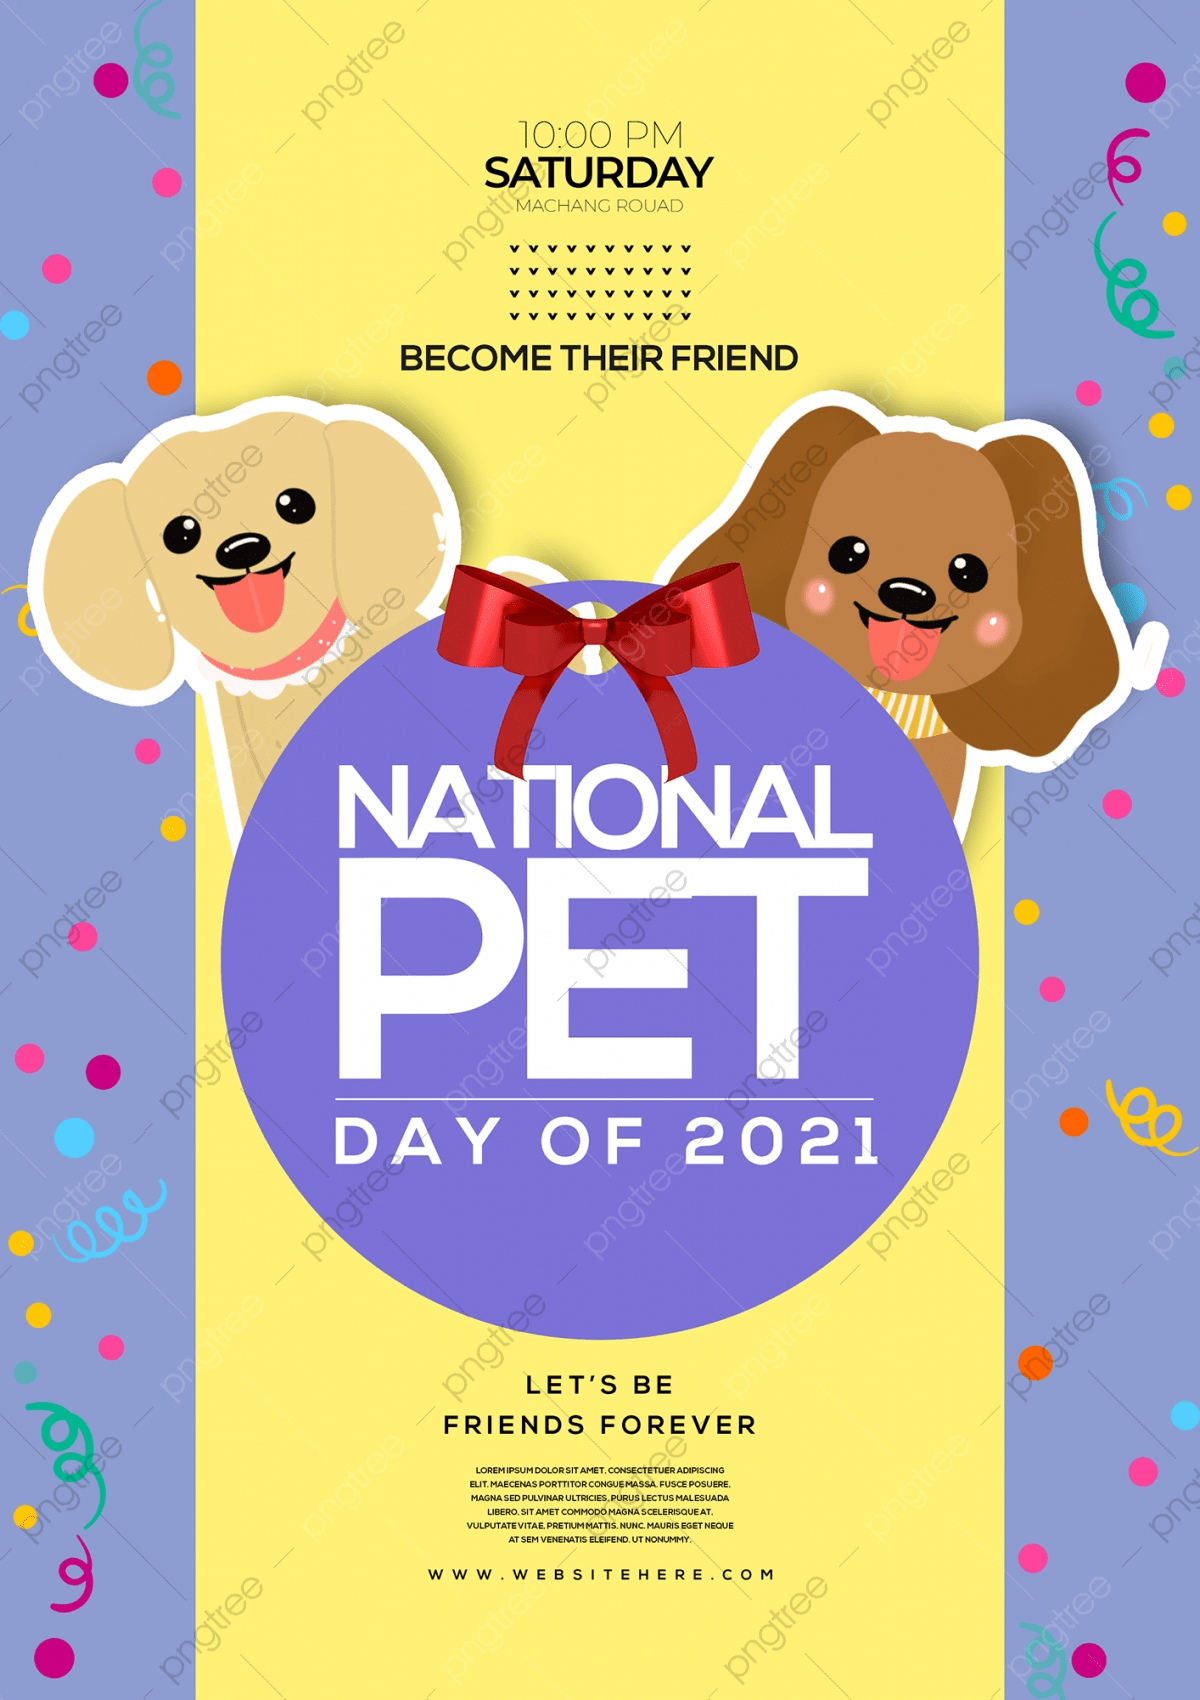 10:00 PM
SATURDAY
MACHANG ROUAD
BECOME THEIR FRIEND
NATIONAL
PET
DAY OF 2021
LET'S BE
FRIENDS FOREVER
LOREM IPSUM DOLOR SIT AMET, CONSECTETUER ADIPISCING
ELIT. MAECENAS PORTTITOR CONGUE MASSA. FUSCE POSUERE,
MAGNA SED PULVINAR ULTRICIES, PURUS LECTUS MALESUADA
LIBERO, SIT AMET COMMODO MAGNA SCELERISQUE AT,
VULPUTATE VITAE, PRETIUM MATTIS, NUNC. MAURIS EGET NEQUE
AT SEM VENENATIS ELEIFEND. UT NONUMMY.
WWW.WEBSITEHERE.COM
pngtree